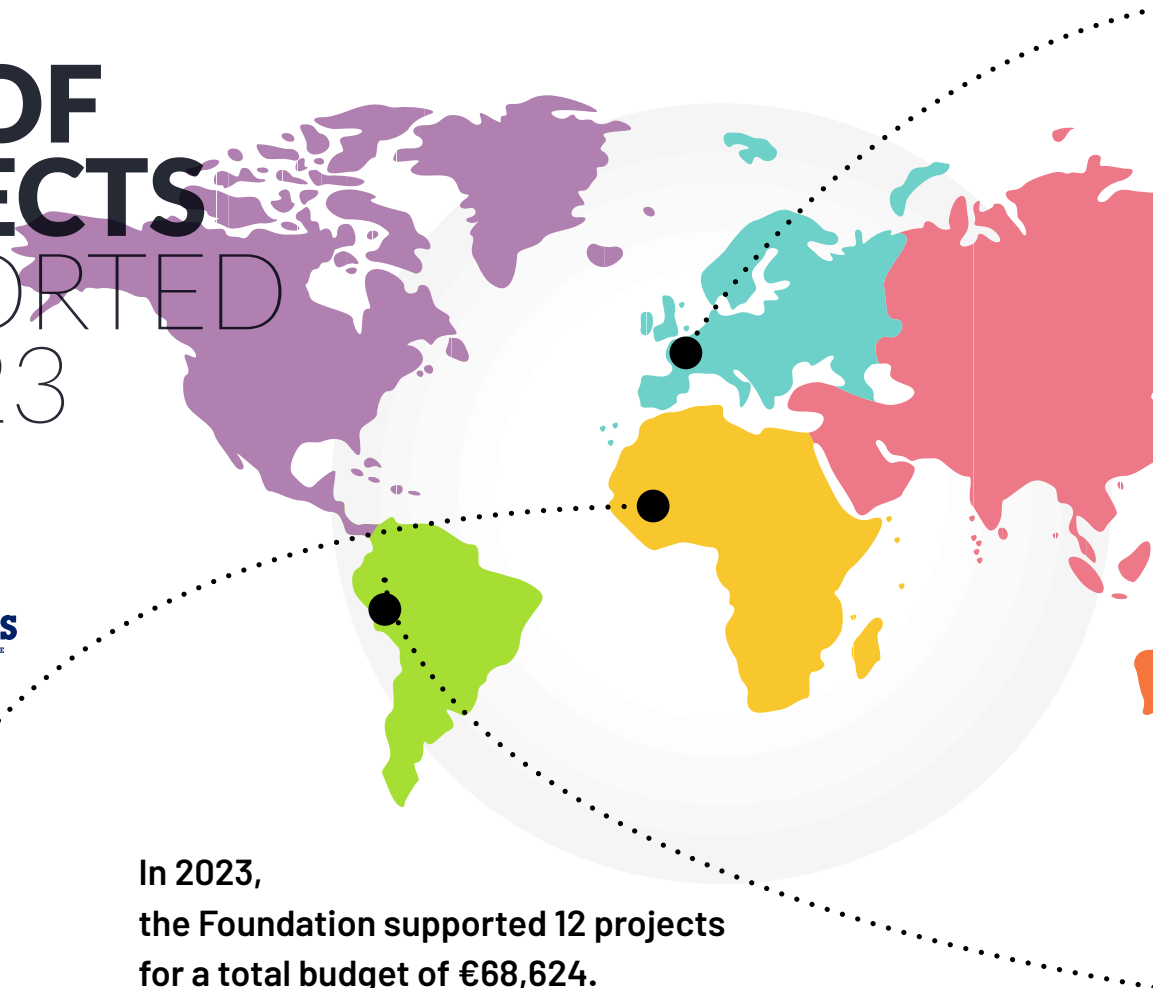 OF
ECTS
ORTED
23
S
E
In 2023,
the Foundation supported 12 projects
for a total budget of €68,624.